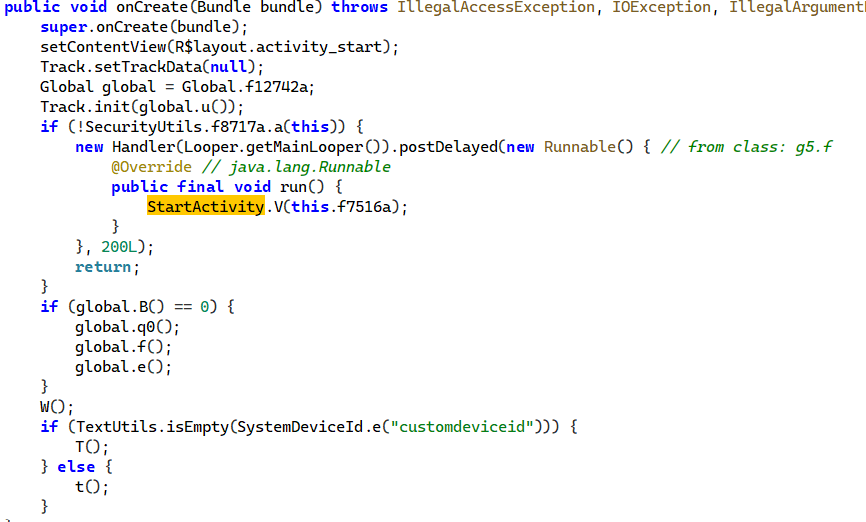 public void onCreate(Bundle bundle) throws IllegalAccessException, IOException, IllegalArgument
super.onCreate(bundle);
setContentView(R$layout.activity_start);
Track.setTrackData(null);
Global global = Global.f12742a;
Track.init(global.u());
if (!SecurityUtils.f8717a.a(this)) {
new Handler(Looper.getMainLooper()).postDelayed(new Runnable() { // from class: g5.f
@Override // java.lang.Runnable
public final void run() {
StartActivity.V(this.f7516a);
}
}, 200L);
return;
}
if (global.B() == 0) {
global.q0();
global.f();
global.e();
}
W();
if (TextUtils.isEmpty(SystemDeviceId.e("customdeviceid"))) {
T();
} else {
t();
}